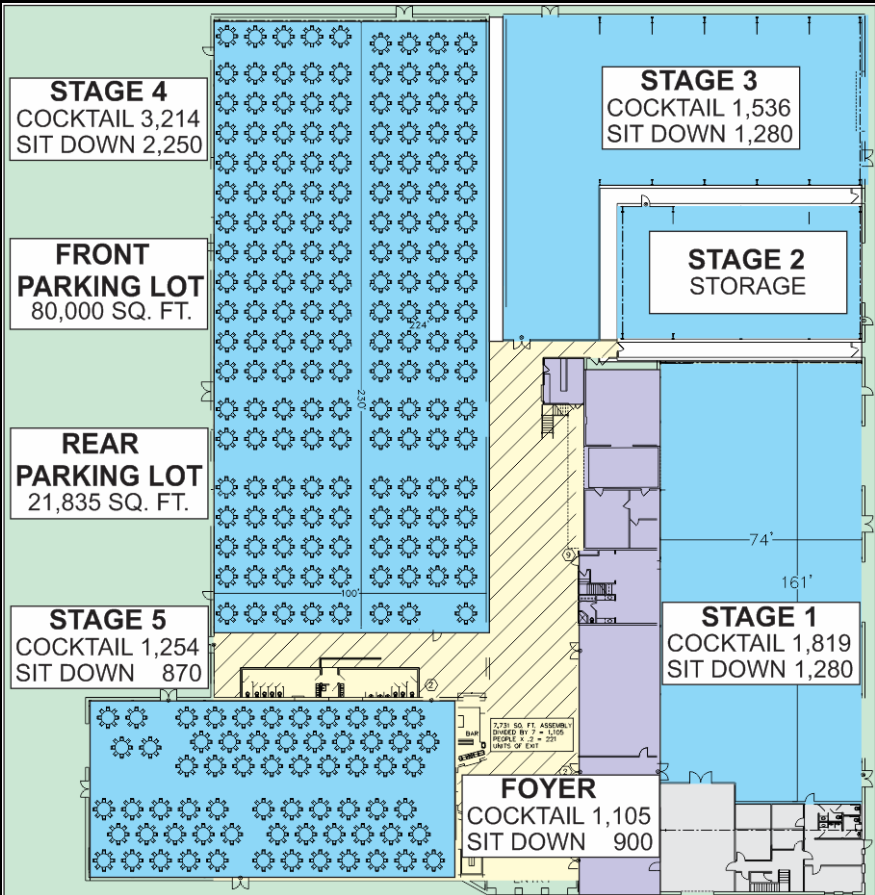 STAGE 4
COCKTAIL 3,214
SIT DOWN 2,250
STAGE 3
COCKTAIL 1,536
SIT DOWN 1,280
FRONT
PARKING LOT
80,000 SQ. FT.
STAGE 2
STORAGE
224'
230'
REAR
PARKING LOT
21,835 SQ. FT.
74'
9
161'
100'
STAGE 5
COCKTAIL 1,254
SIT DOWN 870
STAGE 1
COCKTAIL 1,819
SIT DOWN 1,280
2
BAR
7,731 SQ. FT. ASSEMBLY
DIVIDED BY 7 = 1,105
PEOPLE X .2 = 221
UNITS OF EXIT
2
FOYER
COCKTAIL 1,105
SIT DOWN 900
ENTRY